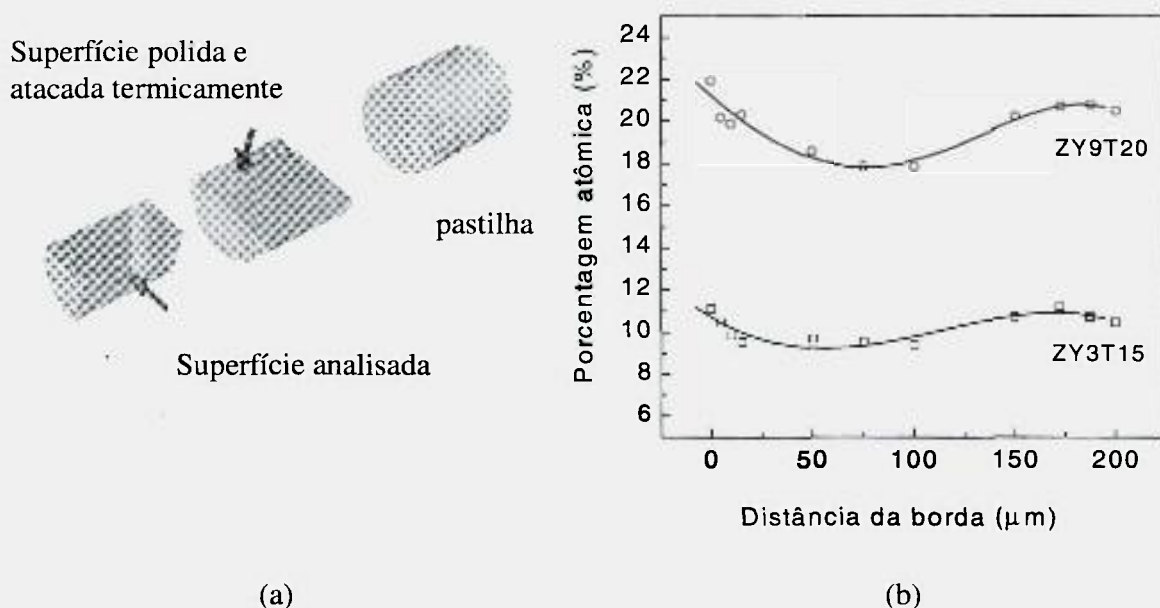 Superfície polida e
atacada termicamente
pastilha
Superfície analisada
(a)
Porcentagem atômica (%)
24
22
20
18
16
14
12
10
8
6
ZY9T20
ZY3T15
0
50
100
150
200
Distância da borda (μm)
(b)